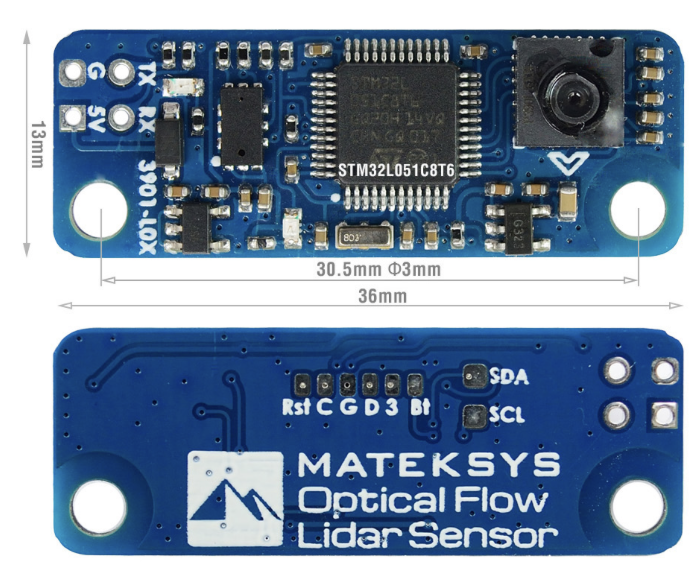 G TX
5V RX
3901-L0X
STM32L051C8T6
13mm
30.5mm Φ3mm
36mm
Rst C G D 3 Bt
SDA
SCL
MATEKSYS
Optical Flow
Lidar Sensor